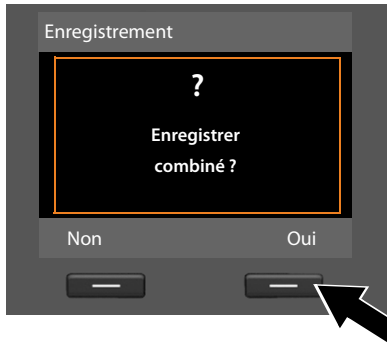 Enregistrement
?
Enregistrer
combiné ?
Non Oui